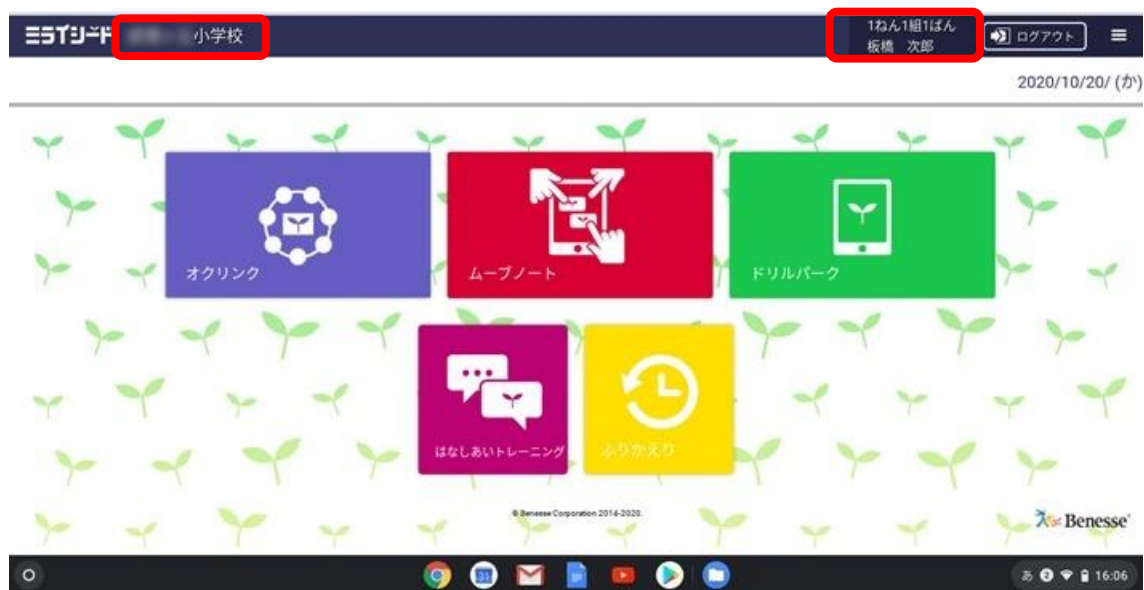 ミライシード
小学校
1ねん1組1ばん
板橋 次郎
ログアウト
2020/10/20/ (か)
オクリンク
ムーブノート
ドリルパーク
はなしあいトレーニング
ふりかえり
© Benesse Corporation 2014-2020.
Benesse®
31
あ 2 16:06